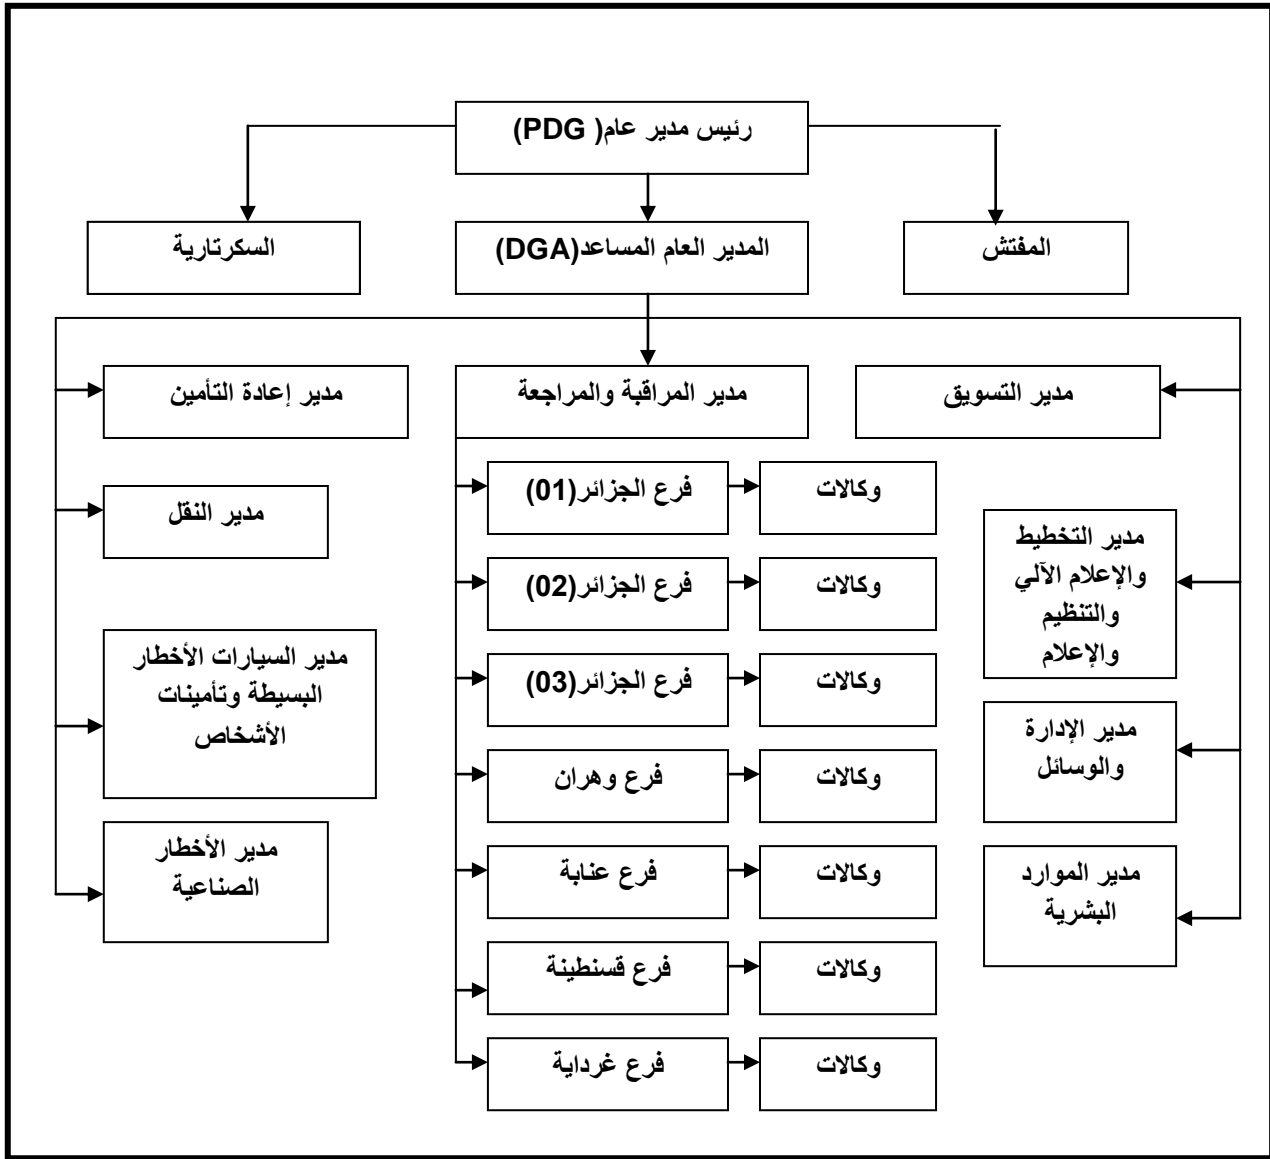 رئيس مدير عام( PDG)
المفتش
المدير العام المساعد(DGA)
السكرتارية
مدير التسويق
مدير المراقبة والمراجعة
مدير إعادة التأمين
فرع الجزائر(01)
وكالات
فرع الجزائر(02)
وكالات
فرع الجزائر(03)
وكالات
فرع وهران
وكالات
فرع عنابة
وكالات
فرع قسنطينة
وكالات
فرع غرداية
وكالات
مدير التخطيط
والإعلام الآلي
والتنظيم
والإعلام
مدير الإدارة
والوسائل
مدير الموارد
البشرية
مدير النقل
مدير السيارات الأخطار
البسيطة وتأمينات
الأشخاص
مدير الأخطار
الصناعية